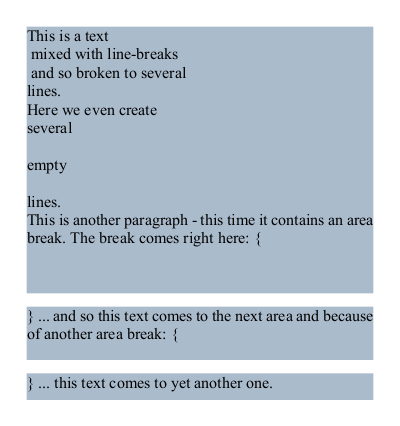 This is a text
mixed with line-breaks
and so broken to several
lines.
Here we even create
several
empty
lines.
This is another paragraph - this time it contains an area
break. The break comes right here: {
} ... and so this text comes to the next area and because
of another area break: {
} ... this text comes to yet another one.